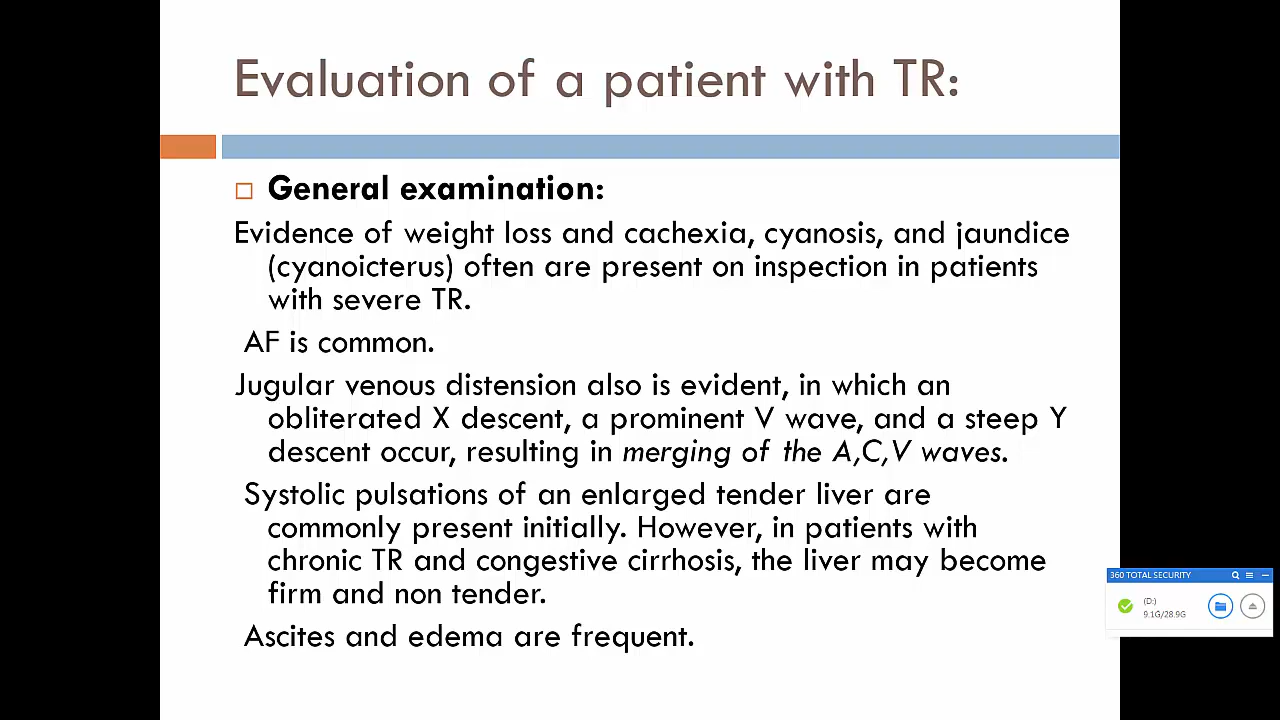 Evaluation of a patient with TR:
General examination:
Evidence of weight loss and cachexia, cyanosis, and jaundice
(cyanoicterus) often are present on inspection in patients
with severe TR.
AF is common.
Jugular venous distension also is evident, in which an
obliterated X descent, a prominent V wave, and a steep Y
descent occur, resulting in merging of the A,C,V waves.
Systolic pulsations of an enlarged tender liver are
commonly present initially. However, in patients with
chronic TR and congestive cirrhosis, the liver may become
firm and non tender.
Ascites and edema are frequent.
360 TOTAL SECURITY
(D:)
9.1G/28.9G